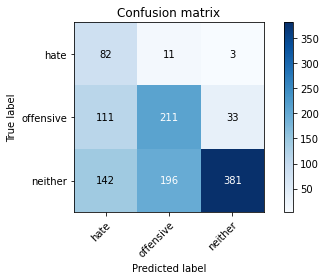 Confusion matrix
True label
hate 82 11 3
offensive 111 211 33
neither 142 196 381
hate offensive neither
Predicted label
350
300
250
200
150
100
50